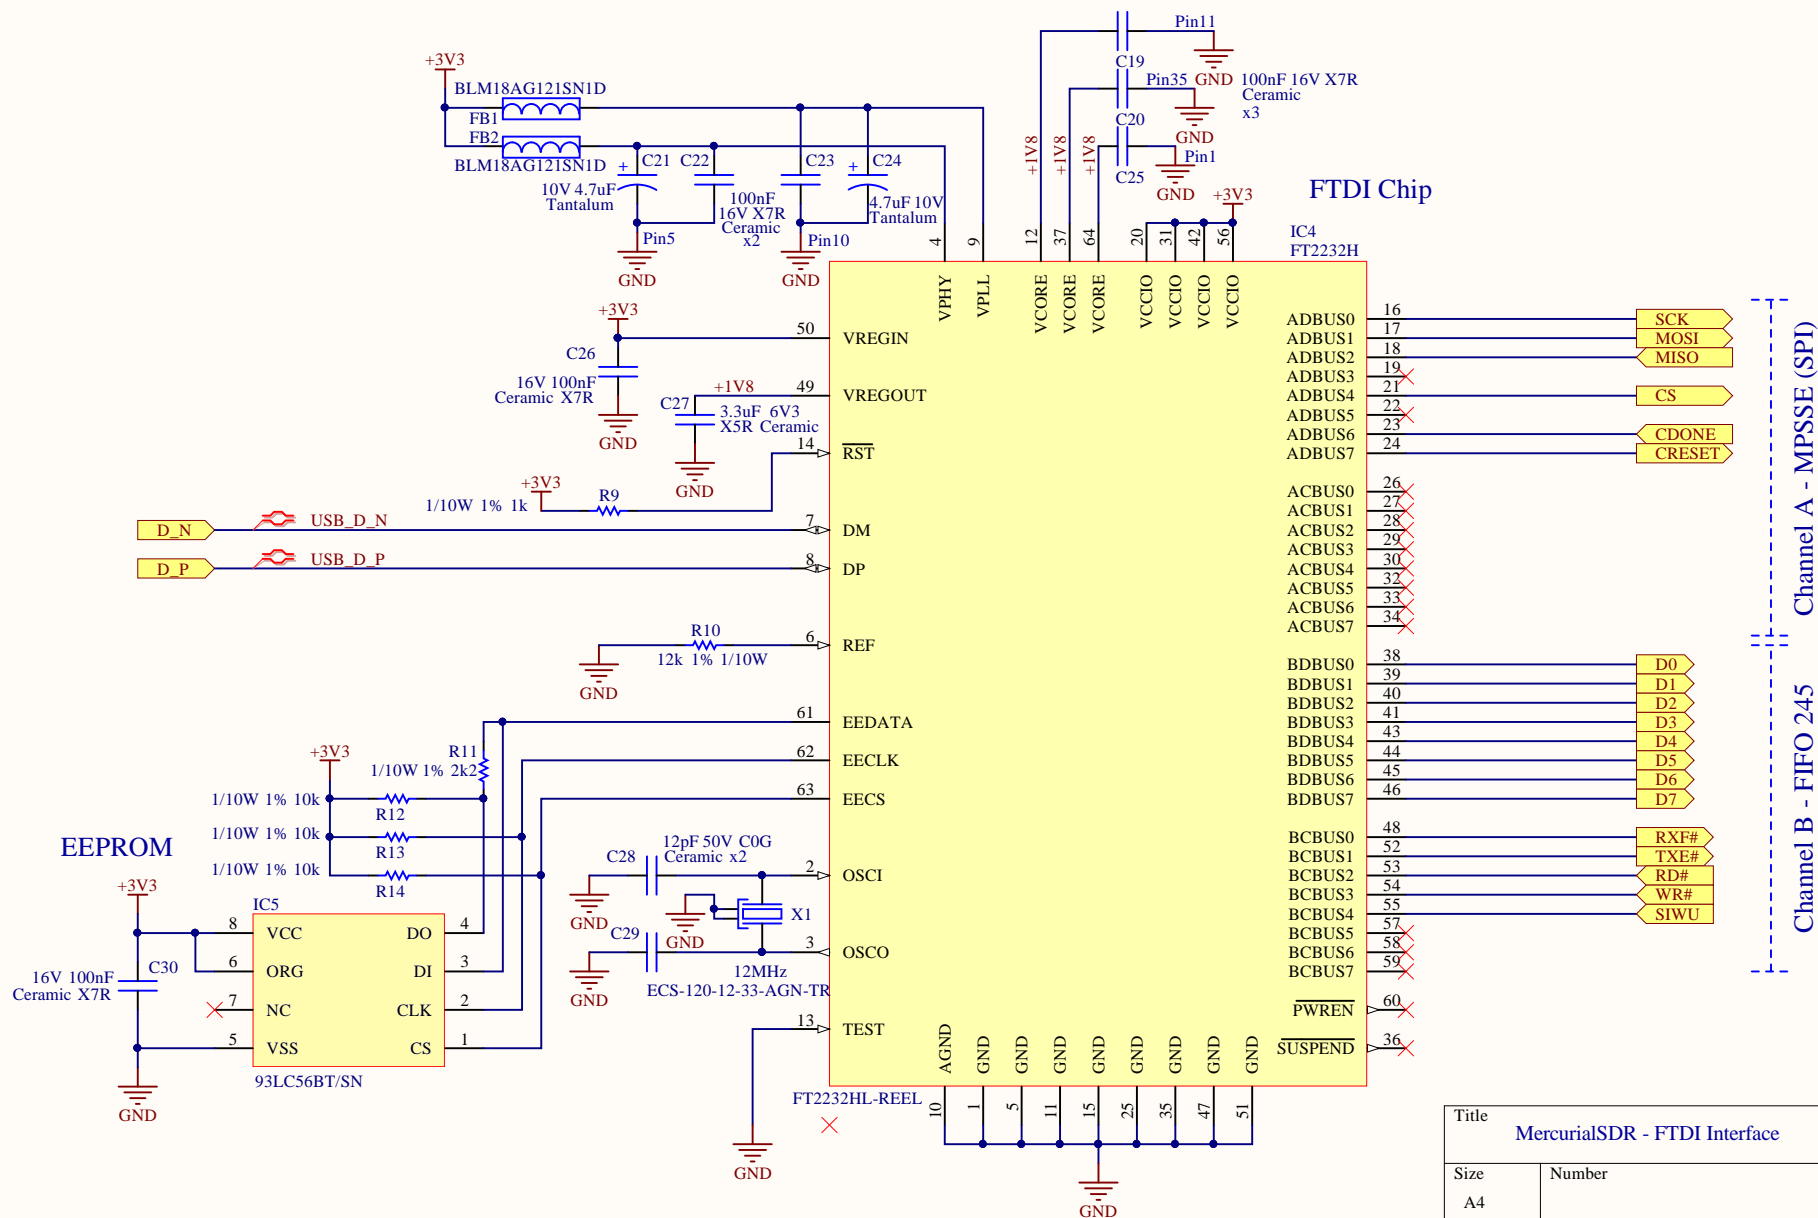 Pin11
C19
GND
100nF 16V X7R
Ceramic
x3
Pin35
C20
GND
Pin1
C25
GND
+1V8
+1V8
+1V8
+3V3
BLM18AG121SN1D
FB1
FB2
BLM18AG121SN1D
+ C21
C22
C23
+ C24
10V 4.7uF
Tantalum
100nF
16V X7R
Ceramic
x2
4.7uF 10V
Tantalum
Pin5
GND
Pin10
GND
FTDI Chip
+3V3
IC4
FT2232H
4 9 12 37 64 20 31 42 56
VPHY VPLL VCORE VCORE VCORE VCCIO VCCIO VCCIO VCCIO
+3V3
50 VREGIN
C26
16V 100nF
Ceramic X7R
GND
+1V8 49 VREGOUT
C27
3.3uF 6V3
X5R Ceramic
GND
14 RST
+3V3
1/10W 1% 1k R9
D_N USB_D_N 7 DM
D_P USB_D_P 8 DP
R10 6 REF
12k 1% 1/10W
GND
61 EEDATA
62 EECLK
63 EECS
+3V3
R11
1/10W 1% 2k2
1/10W 1% 10k
R12
1/10W 1% 10k
R13
1/10W 1% 10k
R14
EEPROM
+3V3
IC5
8 VCC DO 4
6 ORG DI 3
7 NC CLK 2
5 VSS CS 1
93LC56BT/SN
C30
16V 100nF
Ceramic X7R
GND
12pF 50V C0G
Ceramic x2
C28
GND
2 OSCI
X1
GND
C29
GND
3 OSCO
12MHz
ECS-120-12-33-AGN-TR
13 TEST
GND
FT2232HL-REEL
AGND GND GND GND GND GND GND GND GND
10 1 5 11 15 25 35 47 51
GND
ADBUS0 16 SCK
ADBUS1 17 MOSI
ADBUS2 18 MISO
ADBUS3 19
ADBUS4 21 CS
ADBUS5 22
ADBUS6 23 CDONE
ADBUS7 24 CRESET
ACBUS0 26
ACBUS1 27
ACBUS2 28
ACBUS3 29
ACBUS4 30
ACBUS5 32
ACBUS6 33
ACBUS7 34
Channel A - MPSSE (SPI)
BDBUS0 38 D0
BDBUS1 39 D1
BDBUS2 40 D2
BDBUS3 41 D3
BDBUS4 43 D4
BDBUS5 44 D5
BDBUS6 45 D6
BDBUS7 46 D7
BCBUS0 48 RXF#
BCBUS1 52 TXE#
BCBUS2 53 RD#
BCBUS3 54 WR#
BCBUS4 55 SIWU
BCBUS5 57
BCBUS6 58
BCBUS7 59
Channel B - FIFO 245
PWREN 60
SUSPEND 36
Title
MercurialSDR - FTDI Interface
Size Number
A4